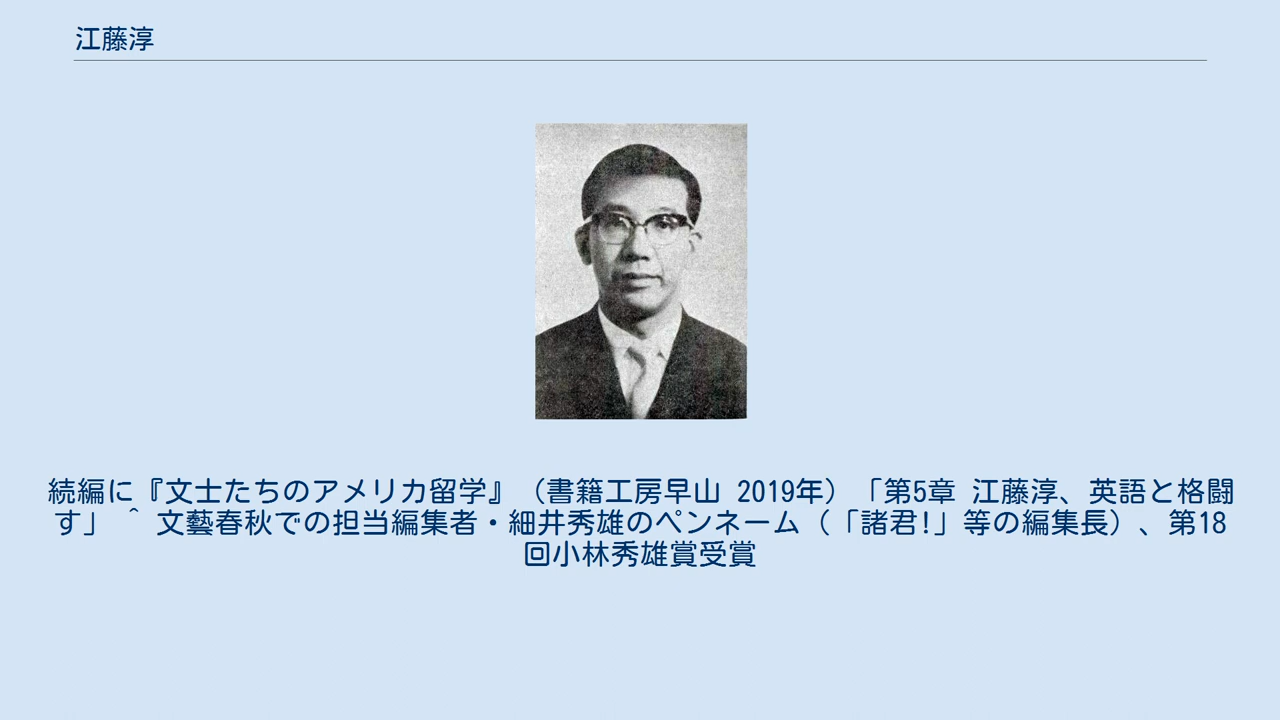 江藤淳
続編に『文士たちのアメリカ留学』（書籍工房早山 2019年）「第5章 江藤淳、英語と格闘
す」 ^ 文藝春秋での担当編集者・細井秀雄のペンネーム（「諸君!」等の編集長）、第18
回小林秀雄賞受賞